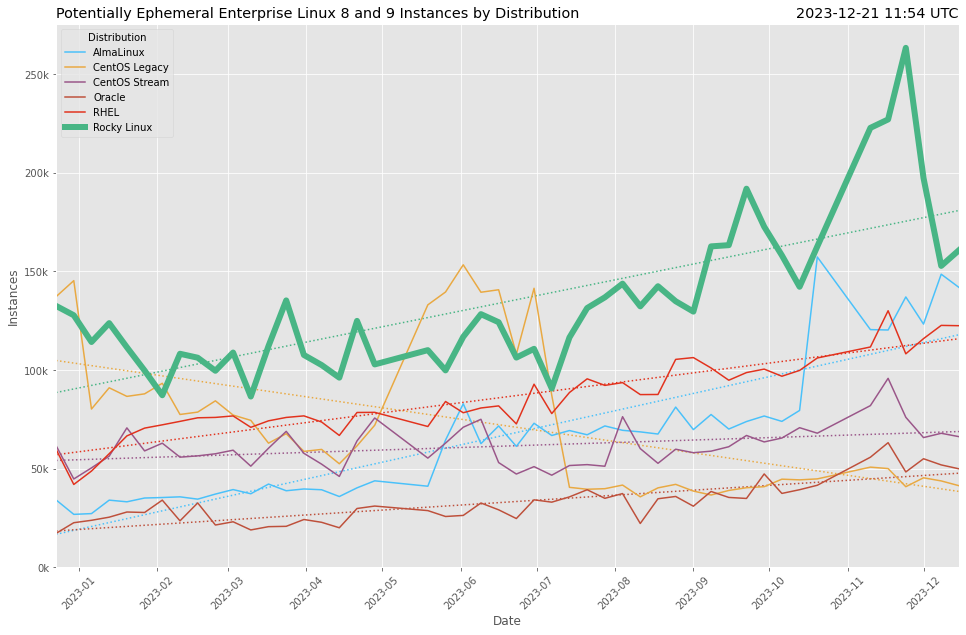 Potentially Ephemeral Enterprise Linux 8 and 9 Instances by Distribution
2023-12-21 11:54 UTC
Distribution
AlmaLinux
CentOS Legacy
CentOS Stream
Oracle
RHEL
Rocky Linux
250k
200k
150k
100k
50k
0k
Instances
2023-01
2023-02
2023-03
2023-04
2023-05
2023-06
2023-07
2023-08
2023-09
2023-10
2023-11
2023-12
Date